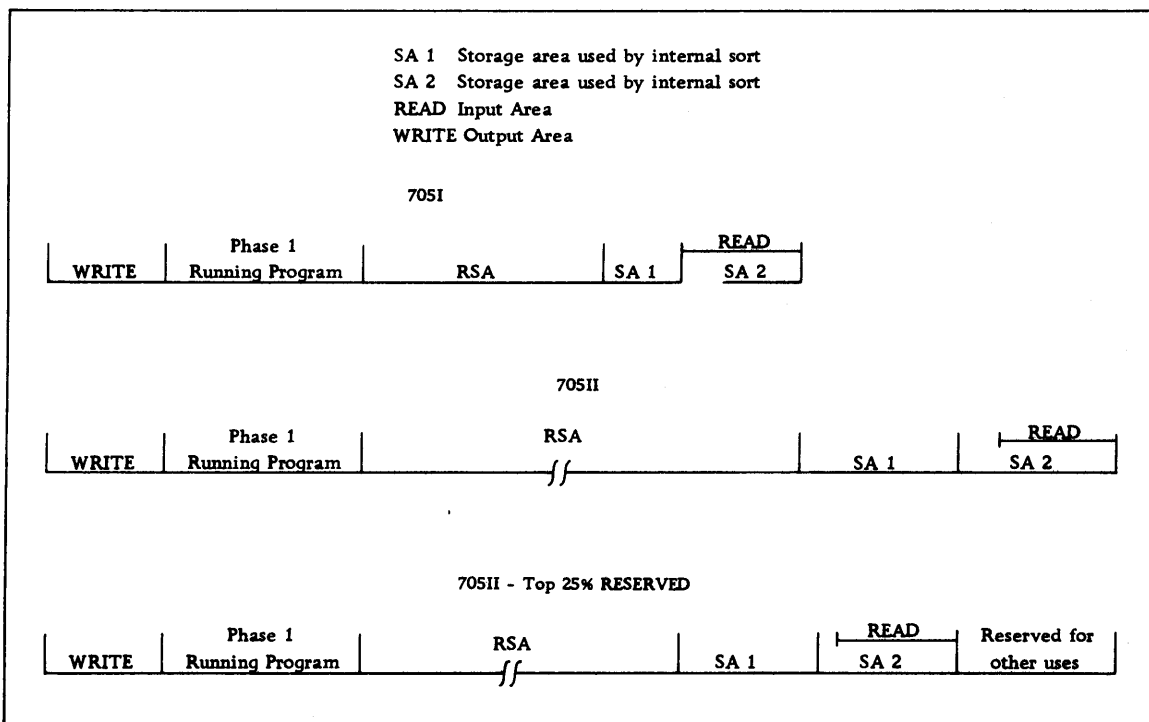 SA 1 Storage area used by internal sort
SA 2 Storage area used by internal sort
READ Input Area
WRITE Output Area
705I
WRITE
Phase 1
Running Program
RSA
SA 1
READ
SA 2
705II
WRITE
Phase 1
Running Program
RSA
SA 1
READ
SA 2
705II - Top 25% RESERVED
WRITE
Phase 1
Running Program
RSA
SA 1
READ
SA 2
Reserved for
other uses